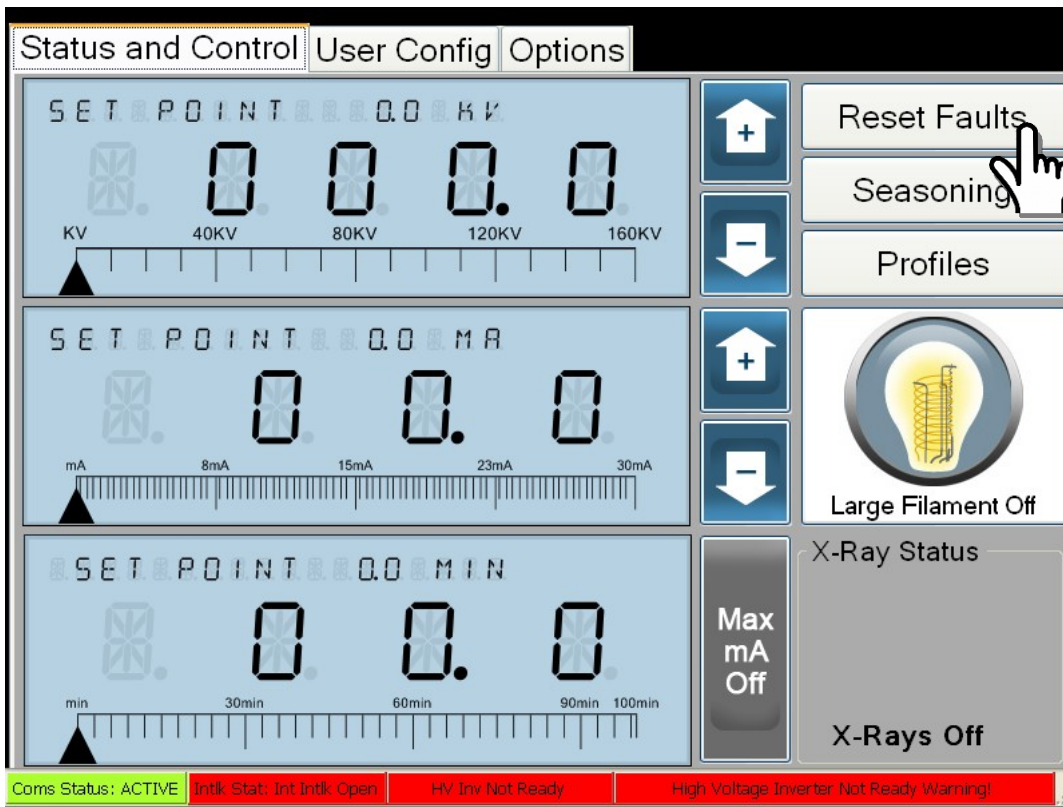 Status and Control User Config Options
SET POINT 0.0 KV
000.0
KV 40KV 80KV 120KV 160KV
+
-
Reset Faults
Seasoning
Profiles
SET POINT 0.0 MA
00.0
mA 8mA 15mA 23mA 30mA
+
-
Large Filament Off
SET POINT 0.0 MIN
00.0
min 30min 60min 90min 100min
Max
mA
Off
X-Ray Status
X-Rays Off
Coms Status: ACTIVE Intlk Stat: Int Intlk Open HV Inv Not Ready High Voltage Inverter Not Ready Warning!